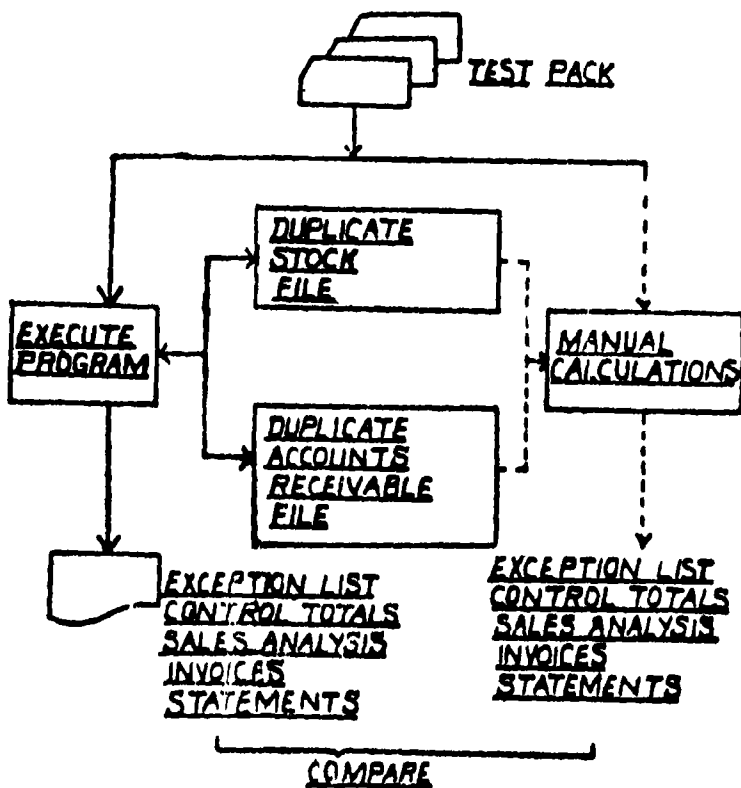 TEST PACK
DUPLICATE
STOCK
FILE
EXECUTE
PROGRAM
MANUAL
CALCULATIONS
DUPLICATE
ACCOUNTS
RECEIVABLE
FILE
EXCEPTION LIST
CONTROL TOTALS
SALES ANALYSIS
INVOICES
STATEMENTS
EXCEPTION LIST
CONTROL TOTALS
SALES ANALYSIS
INVOICES
STATEMENTS
COMPARE